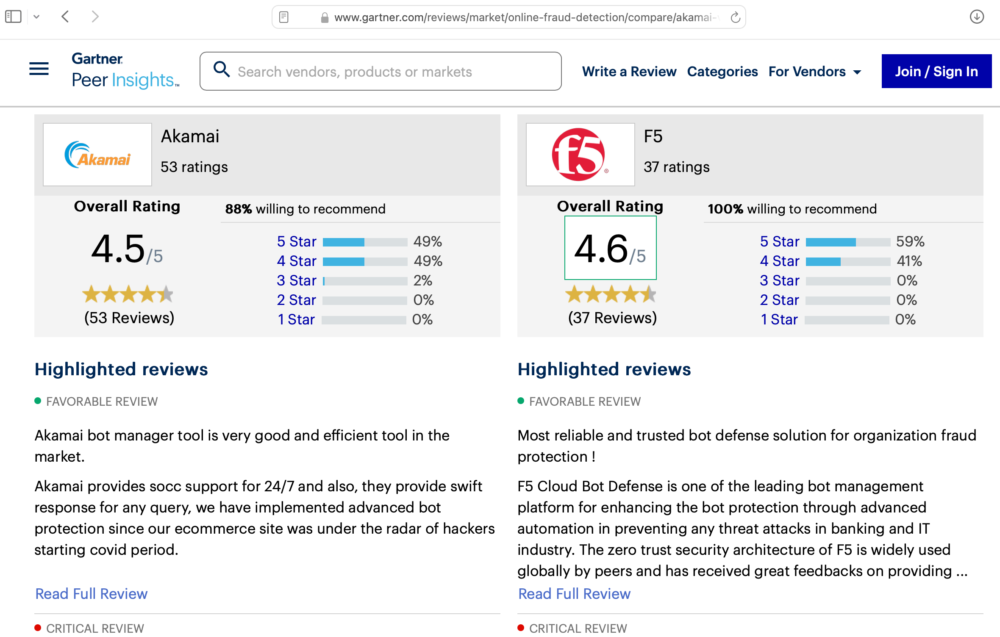 www.gartner.com/reviews/market/online-fraud-detection/compare/akamai-
Gartner
Peer Insights™
Search vendors, products or markets
Write a Review
Categories
For Vendors
Join / Sign In
Akamai
Akamai
53 ratings
Overall Rating
88% willing to recommend
4.5/5
(53 Reviews)
5 Star 49%
4 Star 49%
3 Star 2%
2 Star 0%
1 Star 0%
f5®
F5
37 ratings
Overall Rating
100% willing to recommend
4.6/5
(37 Reviews)
5 Star 59%
4 Star 41%
3 Star 0%
2 Star 0%
1 Star 0%
Highlighted reviews
FAVORABLE REVIEW
Akamai bot manager tool is very good and efficient tool in the
market.
Akamai provides socc support for 24/7 and also, they provide swift
response for any query, we have implemented advanced bot
protection since our ecommerce site was under the radar of hackers
starting covid period.
Read Full Review
CRITICAL REVIEW
Highlighted reviews
FAVORABLE REVIEW
Most reliable and trusted bot defense solution for organization fraud
protection !
F5 Cloud Bot Defense is one of the leading bot management
platform for enhancing the bot protection through advanced
automation in preventing any threat attacks in banking and IT
industry. The zero trust security architecture of F5 is widely used
globally by peers and has received great feedbacks on providing ...
Read Full Review
CRITICAL REVIEW